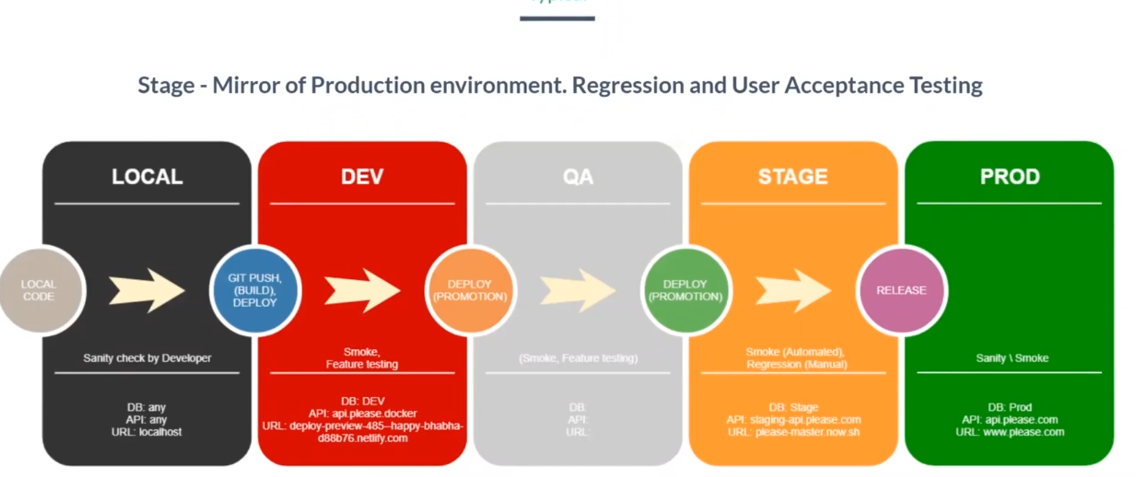 Stage - Mirror of Production environment. Regression and User Acceptance Testing
LOCAL
DEV
QA
STAGE
PROD
LOCAL
CODE
GIT PUSH,
(BUILD),
DEPLOY
DEPLOY
(PROMOTION)
DEPLOY
(PROMOTION)
RELEASE
Sanity check by Developer
Smoke,
Feature testing
(Smoke, Feature testing)
Smoke (Automated),
Regression (Manual)
Sanity \ Smoke
DB: any
API: any
URL: localhost
DB: DEV
API: api.please.docker
URL: deploy-preview-485--happy-bhabha-
d88b76.netlify.com
DB:
API:
URL:
DB: Stage
API: staging-api.please.com
URL: please-master.now.sh
DB: Prod
API: api.please.com
URL: www.please.com